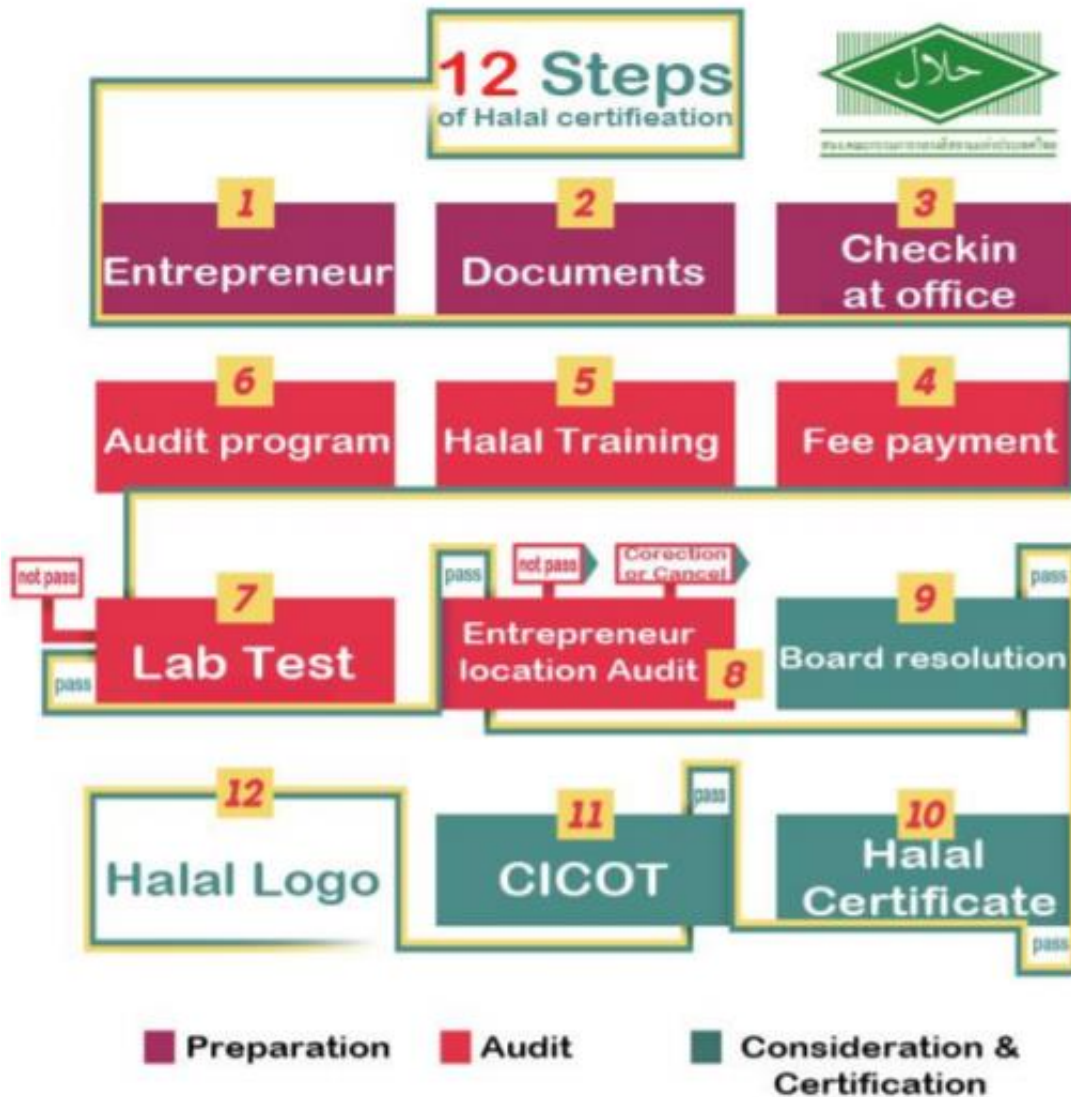 12 Steps
of Halal certifieation
حلال
1
Entrepreneur
2
Documents
3
Checkin
at office
6
Audit program
5
Halal Training
4
Fee payment
not pass
7
Lab Test
pass
pass
not pass
Corection
or Cancel
Entrepreneur
location Audit
8
pass
9
Board resolution
12
Halal Logo
pass
11
CICOT
10
Halal
Certificate
pass
Preparation
Audit
Consideration &
Certification